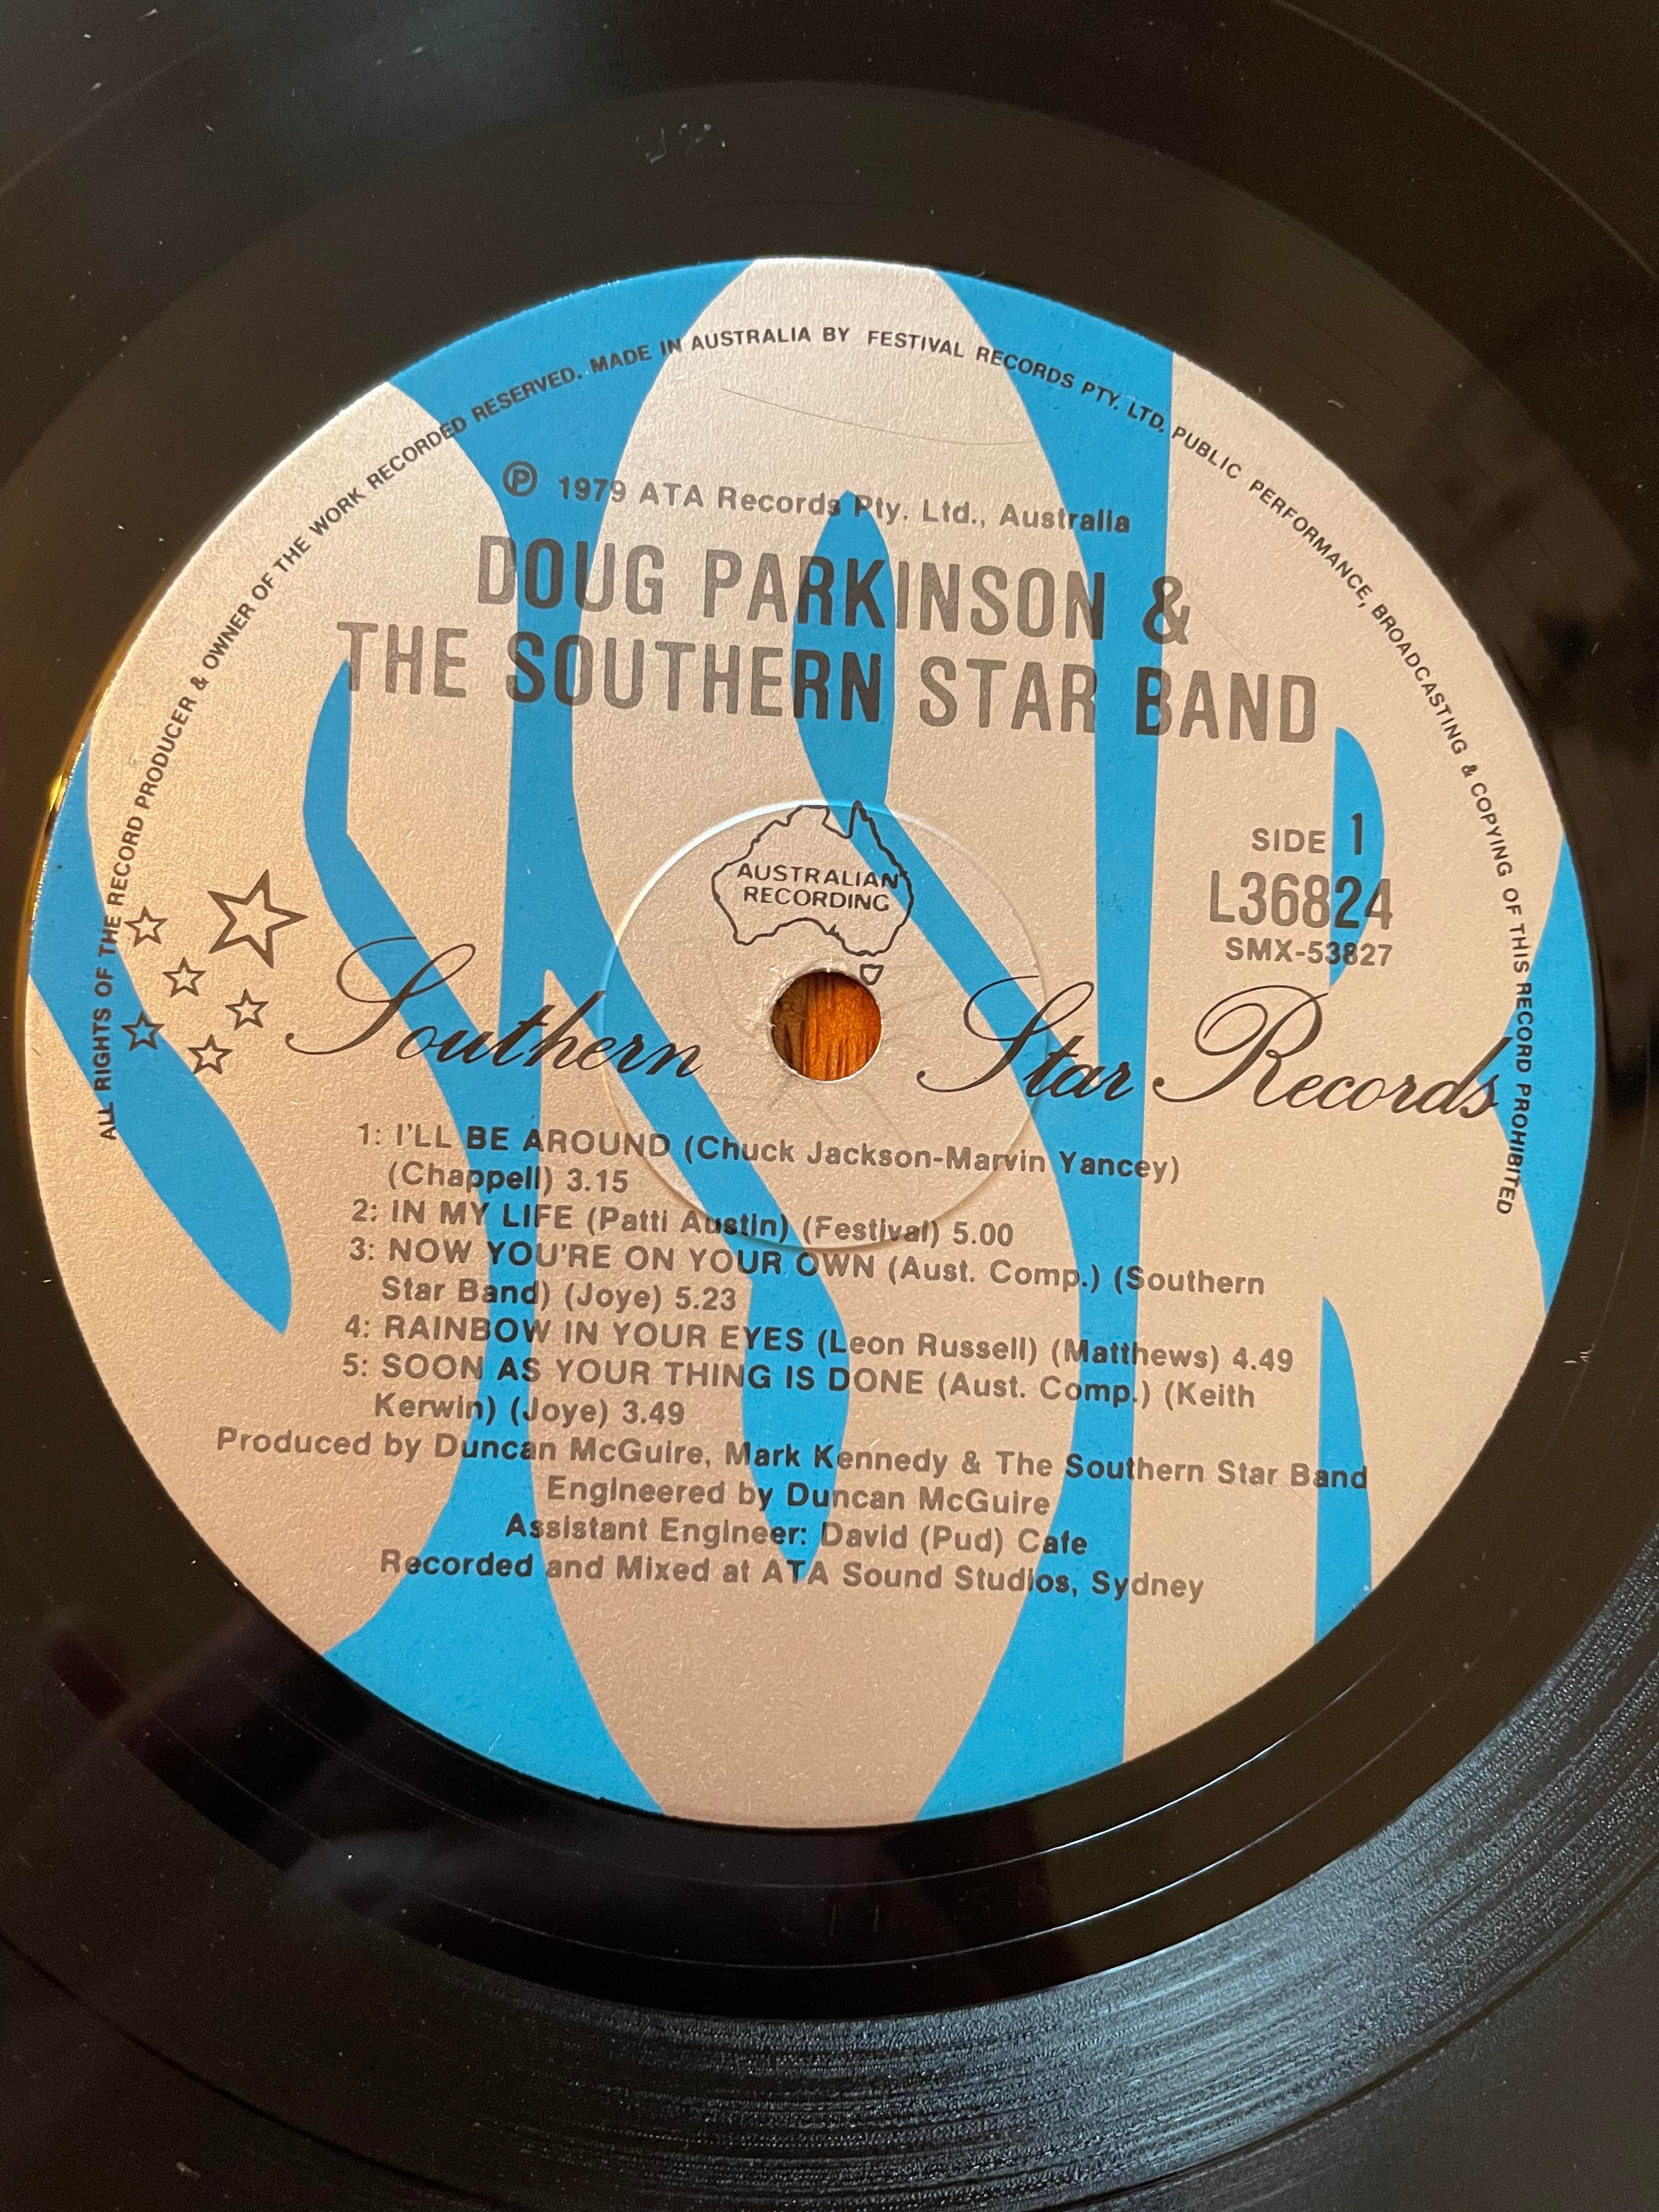 ALL RIGHTS OF THE RECORD PRODUCER & OWNER OF THE WORK RECORDED RESERVED. MADE IN AUSTRALIA BY FESTIVAL RECORDS PTY. LTD. PUBLIC PERFORMANCE, BROADCASTING & COPYING OF THIS RECORD PROHIBITED
Ⓟ 1979 ATA Records Pty. Ltd., Australia
DOUG PARKINSON &
THE SOUTHERN STAR BAND
AUSTRALIAN
RECORDING
SIDE 1
L36824
SMX-53827
Southern Star Records
1: I'LL BE AROUND (Chuck Jackson-Marvin Yancey)
(Chappell) 3.15
2: IN MY LIFE (Patti Austin) (Festival) 5.00
3: NOW YOU'RE ON YOUR OWN (Aust. Comp.) (Southern
Star Band) (Joye) 5.23
4: RAINBOW IN YOUR EYES (Leon Russell) (Matthews) 4.49
5: SOON AS YOUR THING IS DONE (Aust. Comp.) (Keith
Kerwin) (Joye) 3.49
Produced by Duncan McGuire, Mark Kennedy & The Southern Star Band
Engineered by Duncan McGuire
Assistant Engineer: David (Pud) Cafe
Recorded and Mixed at ATA Sound Studios, Sydney